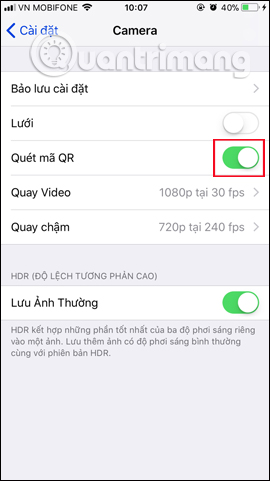 VN MOBIFONE 10:07 40%
Cài đặt Camera
Quantrimang
Bảo lưu cài đặt
Lưới
Quét mã QR
Quay Video 1080p tại 30 fps
Quay chậm 720p tại 240 fps
HDR (ĐỘ LỆCH TƯƠNG PHẢN CAO)
Lưu Ảnh Thường
HDR kết hợp những phần tốt nhất của ba độ phơi sáng riêng
vào một ảnh. Lưu thêm ảnh có độ phơi sáng bình thường
cùng với phiên bản HDR.